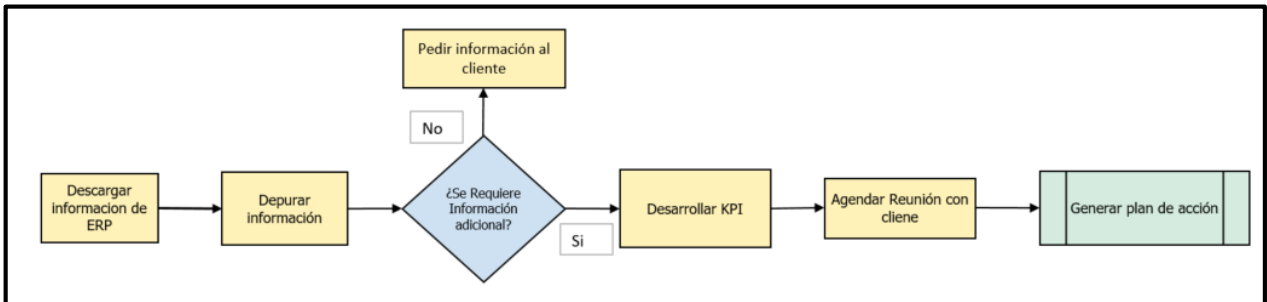 Pedir información al
cliente
No
Descargar
informacion de
ERP
Depurar
información
¿Se Requiere
Información
adicional?
Si
Desarrollar KPI
Agendar Reunión con
cliene
Generar plan de acción